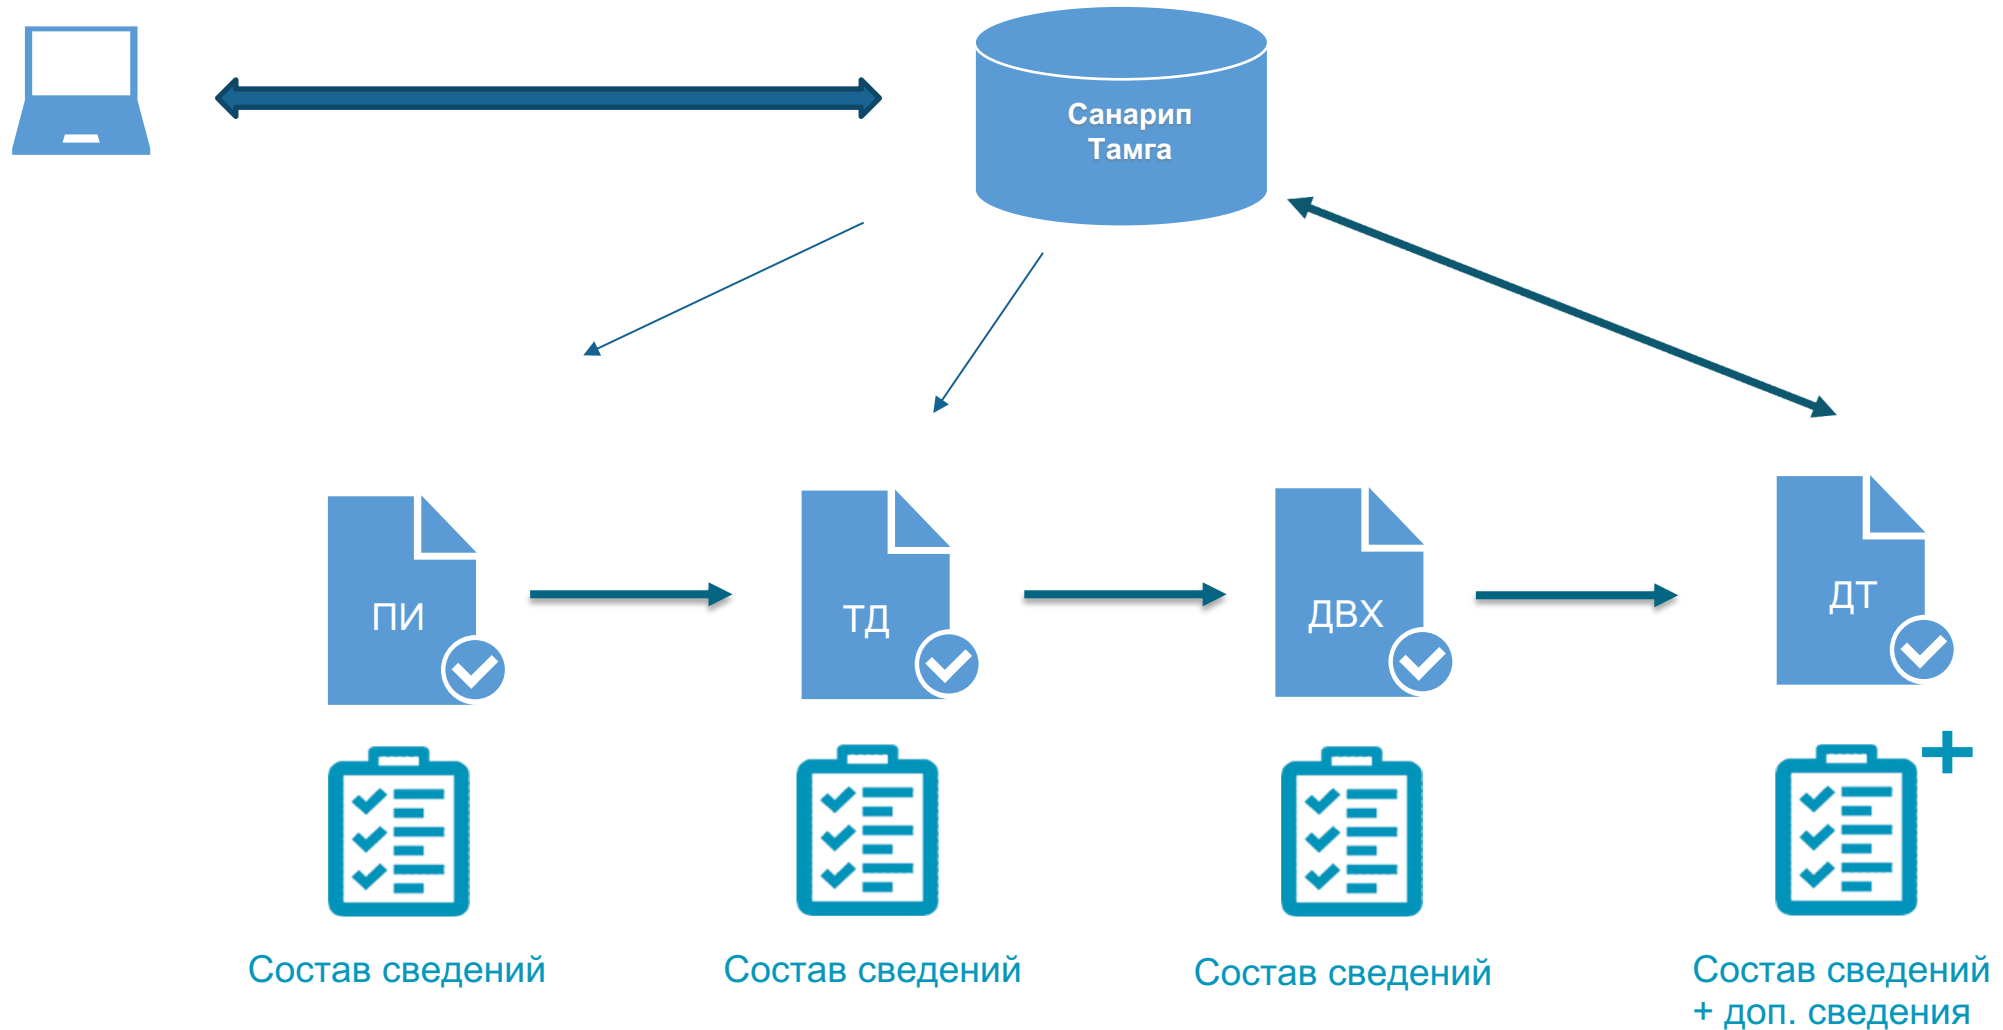 Санарип
Тамга
ПИ
ТД
ДВХ
ДТ
Состав сведений
Состав сведений
Состав сведений
Состав сведений
+ доп. сведения